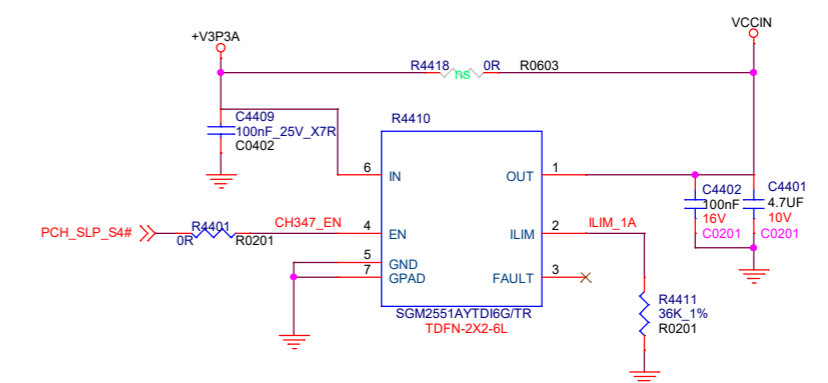 +V3P3A
VCCIN
R4418
ns
0R
R0603
C4409
100nF_25V_X7R
C0402
R4410
6
IN
OUT
1
C4402
100nF
16V
C0201
C4401
4.7UF
10V
C0201
PCH_SLP_S4#
R4401
0R
R0201
CH347_EN
4
EN
ILIM
2
ILIM_1A
5
GND
7
GPAD
FAULT
3
SGM2551AYTDI6G/TR
TDFN-2X2-6L
R4411
36K_1%
R0201